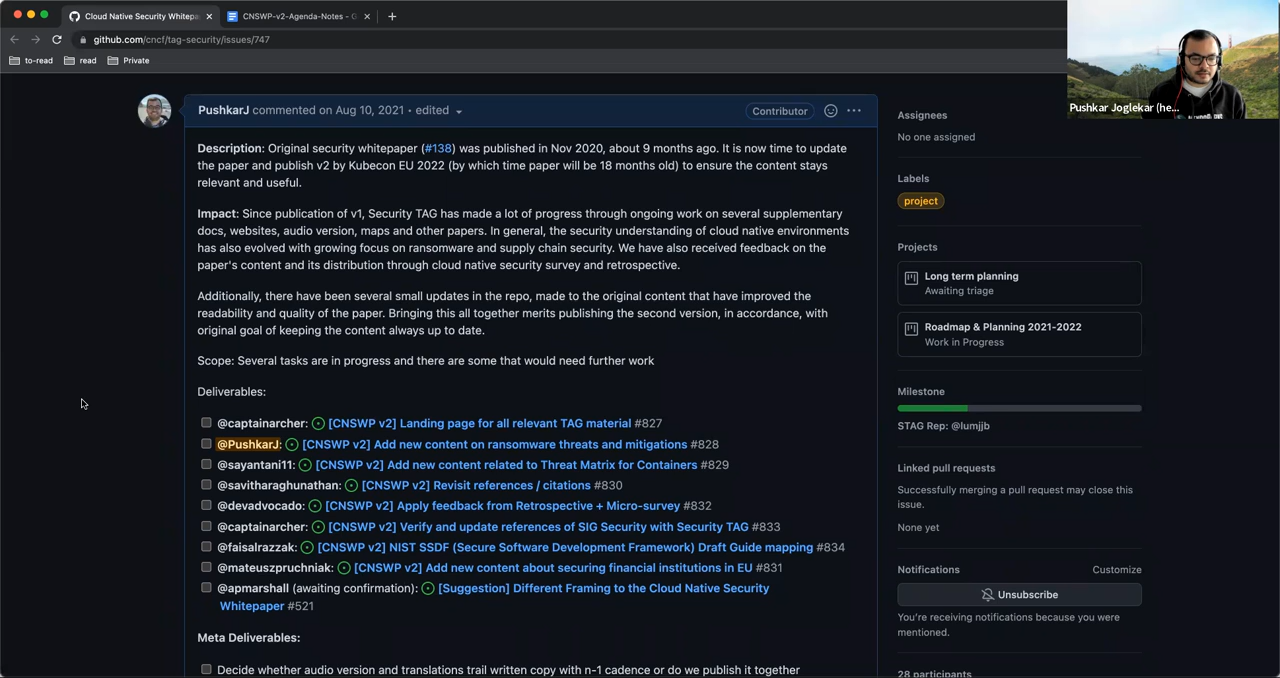 Cloud Native Security Whitepa
CNSWP-v2-Agenda-Notes - G
github.com/cncf/tag-security/issues/747
to-read
read
Private
Pushkar Joglekar (he...
PushkarJ commented on Aug 10, 2021 • edited
Contributor
Description: Original security whitepaper (#138) was published in Nov 2020, about 9 months ago. It is now time to update
the paper and publish v2 by Kubecon EU 2022 (by which time paper will be 18 months old) to ensure the content stays
relevant and useful.
Impact: Since publication of v1, Security TAG has made a lot of progress through ongoing work on several supplementary
docs, websites, audio version, maps and other papers. In general, the security understanding of cloud native environments
has also evolved with growing focus on ransomware and supply chain security. We have also received feedback on the
paper's content and its distribution through cloud native security survey and retrospective.
Additionally, there have been several small updates in the repo, made to the original content that have improved the
readability and quality of the paper. Bringing this all together merits publishing the second version, in accordance, with
original goal of keeping the content always up to date.
Scope: Several tasks are in progress and there are some that would need further work
Deliverables:
@captainarcher: [CNSWP v2] Landing page for all relevant TAG material #827
@PushkarJ: [CNSWP v2] Add new content on ransomware threats and mitigations #828
@sayantani11: [CNSWP v2] Add new content related to Threat Matrix for Containers #829
@savitharaghunathan: [CNSWP v2] Revisit references / citations #830
@devadvocado: [CNSWP v2] Apply feedback from Retrospective + Micro-survey #832
@captainarcher: [CNSWP v2] Verify and update references of SIG Security with Security TAG #833
@faisalrazzak: [CNSWP v2] NIST SSDF (Secure Software Development Framework) Draft Guide mapping #834
@mateuszpruchniak: [CNSWP v2] Add new content about securing financial institutions in EU #831
@apmarshall (awaiting confirmation): [Suggestion] Different Framing to the Cloud Native Security
Whitepaper #521
Meta Deliverables:
Decide whether audio version and translations trail written copy with n-1 cadence or do we publish it together
Assignees
No one assigned
Labels
project
Projects
Long term planning
Awaiting triage
Roadmap & Planning 2021-2022
Work in Progress
Milestone
STAG Rep: @lumjjb
Linked pull requests
Successfully merging a pull request may close this
issue.
None yet
Notifications
Customize
Unsubscribe
You're receiving notifications because you were
mentioned.
28 participants